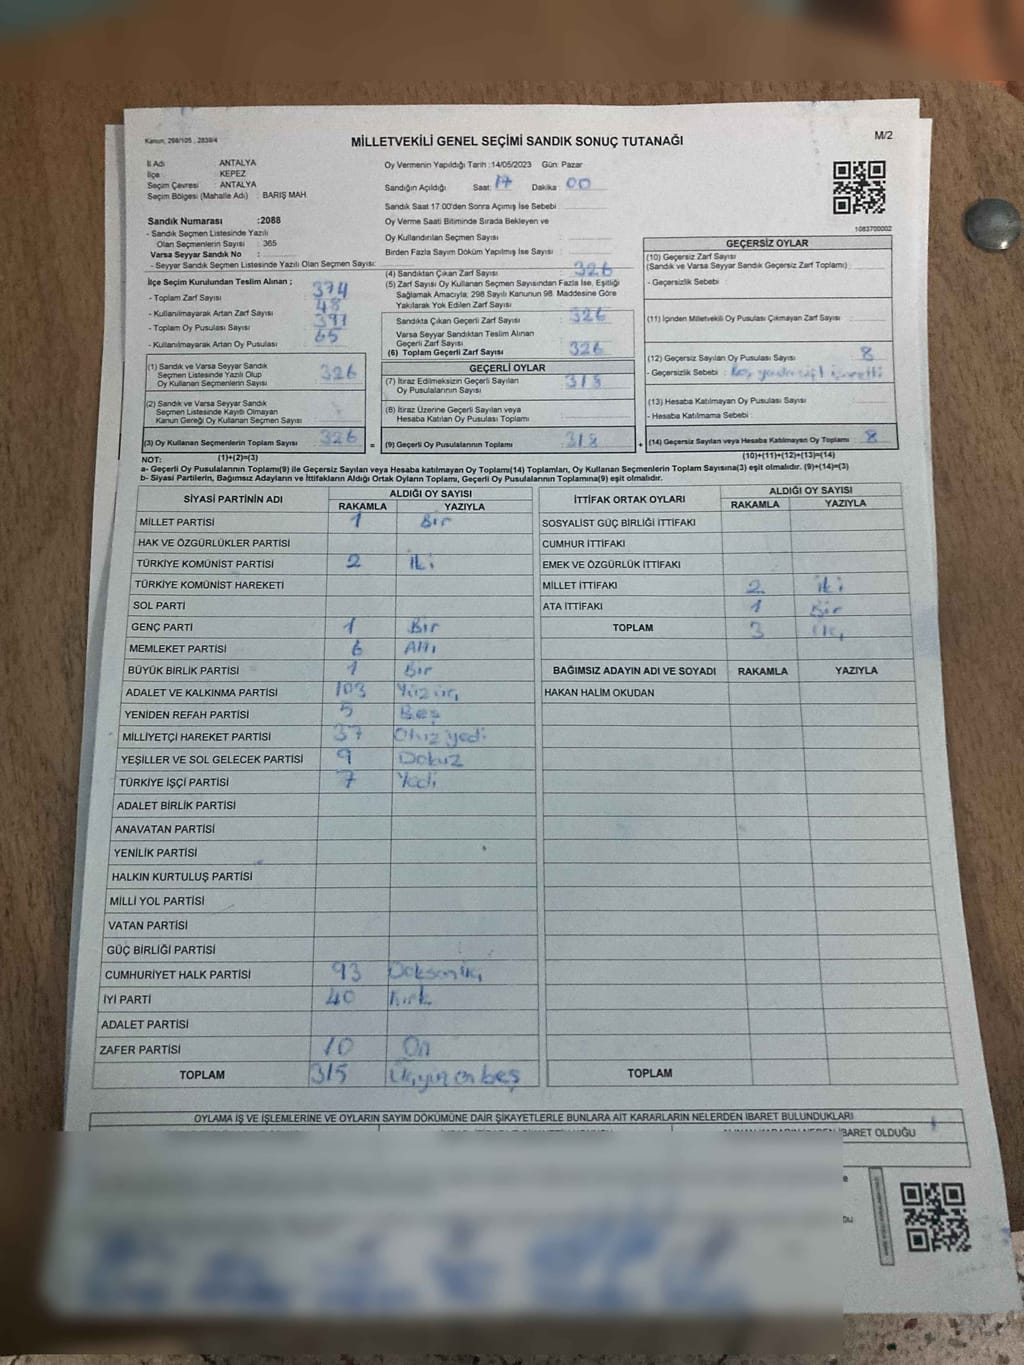 Kanun, 298/105 , 2839/4
MİLLETVEKİLİ GENEL SEÇİMİ SANDIK SONUÇ TUTANAĞI
M/2
İl Adı : ANTALYA
İlçe : KEPEZ
Seçim Çevresi : ANTALYA
Seçim Bölgesi (Mahalle Adı) : BARIŞ MAH
Sandık Numarası :2088
- Sandık Seçmen Listesinde Yazılı
Olan Seçmenlerin Sayısı : 365
Varsa Seyyar Sandık No :
- Seyyar Sandık Seçmen Listesinde Yazılı Olan Seçmen Sayısı:
İlçe Seçim Kurulundan Teslim Alınan ;
- Toplam Zarf Sayısı 374
- Kullanılmayarak Artan Zarf Sayısı 48
- Toplam Oy Pusulası Sayısı 391
- Kullanılmayarak Artan Oy Pusulası 65
(1) Sandık ve Varsa Seyyar Sandık
Seçmen Listesinde Yazılı Olup
Oy Kullanan Seçmenlerin Sayısı 326
(2) Sandık ve Varsa Seyyar Sandık
Seçmen Listesinde Kayıtlı Olmayan
Kanun Gereği Oy Kullanan Seçmen Sayısı
(3) Oy Kullanan Seçmenlerin Toplam Sayısı 326 =
Oy Vermenin Yapıldığı Tarih :14/05/2023 Gün: Pazar
Sandığın Açıldığı Saat: 17 Dakika : 00
Sandık Saat 17:00'den Sonra Açmış İse Sebebi
Oy Verme Saati Bitiminde Sırada Bekleyen ve
Oy Kullandırılan Seçmen Sayısı :
Birden Fazla Sayım Döküm Yapılmış İse Sayısı :
(4) Sandıktan Çıkan Zarf Sayısı 326
(5) Zarf Sayısı Oy Kullanan Seçmen Sayısından Fazla İse, Eşitliği
Sağlamak Amacıyla; 298 Sayılı Kanunun 98. Maddesine Göre
Yakılarak Yok Edilen Zarf Sayısı :
Sandıkta Çıkan Geçerli Zarf Sayısı 326
Varsa Seyyar Sandıktan Teslim Alınan
Geçerli Zarf Sayısı
(6) Toplam Geçerli Zarf Sayısı 326
GEÇERLİ OYLAR
(7) İtiraz Edilmeksizin Geçerli Sayılan
Oy Pusulalarının Sayısı 318
(8) İtiraz Üzerine Geçerli Sayılan veya
Hesaba Katılan Oy Pusulası Toplamı
(9) Geçerli Oy Pusulalarının Toplamı 318 +
1083700002
GEÇERSİZ OYLAR
(10) Geçersiz Zarf Sayısı
(Sandık ve Varsa Seyyar Sandık Geçersiz Zarf Toplamı)
- Geçersizlik Sebebi :
(11) İçinden Milletvekili Oy Pusulası Çıkmayan Zarf Sayısı
(12) Geçersiz Sayılan Oy Pusulası Sayısı 8
- Geçersizlik Sebebi :
(13) Hesaba Katılmayan Oy Pusulası Sayısı
- Hesaba Katılmama Sebebi :
(14) Geçersiz Sayılan veya Hesaba Katılmayan Oy Toplamı 8
NOT: (1)+(2)=(3) (10)+(11)+(12)+(13)=(14)
a- Geçerli Oy Pusulalarının Toplamı(9) ile Geçersiz Sayılan veya Hesaba katılmayan Oy Toplam(14) Toplamları, Oy Kullanan Seçmenlerin Toplam Sayısına(3) eşit olmalıdır. (9)+(14)=(3)
b- Siyasi Partilerin, Bağımsız Adayların ve İttifakların Aldığı Ortak Oyların Toplamı, Geçerli Oy Pusulalarının Toplamına(9) eşit olmalıdır.
SİYASİ PARTİNİN ADI ALDIĞI OY SAYISI
RAKAMLA YAZIYLA
MİLLET PARTİSİ 1 Bir
HAK VE ÖZGÜRLÜKLER PARTİSİ
TÜRKİYE KOMÜNİST PARTİSİ 2 İki
TÜRKİYE KOMÜNİST HAREKETİ
SOL PARTİ
GENÇ PARTİ 1 Bir
MEMLEKET PARTİSİ 6 Altı
BÜYÜK BİRLİK PARTİSİ 1 Bir
ADALET VE KALKINMA PARTİSİ 103 Yüzüç
YENİDEN REFAH PARTİSİ 5 Beş
MİLLİYETÇİ HAREKET PARTİSİ 37 Otuzyedi
YEŞİLLER VE SOL GELECEK PARTİSİ 9 Dokuz
TÜRKİYE İŞÇİ PARTİSİ 7 Yedi
ADALET BİRLİK PARTİSİ
ANAVATAN PARTİSİ
YENİLİK PARTİSİ
HALKIN KURTULUŞ PARTİSİ
MİLLİ YOL PARTİSİ
VATAN PARTİSİ
GÜÇ BİRLİĞİ PARTİSİ
CUMHURİYET HALK PARTİSİ 93 Doksanüç
İYİ PARTİ 40 Kırk
ADALET PARTİSİ
ZAFER PARTİSİ 10 On
TOPLAM 315 Üçyüzonbeş
İTTİFAK ORTAK OYLARI ALDIĞI OY SAYISI
RAKAMLA YAZIYLA
SOSYALİST GÜÇ BİRLİĞİ İTTİFAKI
CUMHUR İTTİFAKI
EMEK VE ÖZGÜRLÜK İTTİFAKI
MİLLET İTTİFAKI 2 İki
ATA İTTİFAKI 1 Bir
TOPLAM 3 Üç
BAĞIMSIZ ADAYIN ADI VE SOYADI RAKAMLA YAZIYLA
HAKAN HALİM OKUDAN
TOPLAM
OYLAMA İŞ VE İŞLEMLERİNE VE OYLARIN SAYIM DÖKÜMÜNE DAİR ŞİKAYETLERLE BUNLARA AİT KARARLARIN NELERDEN İBARET BULUNDUKLARI
İBARET OLDUĞU